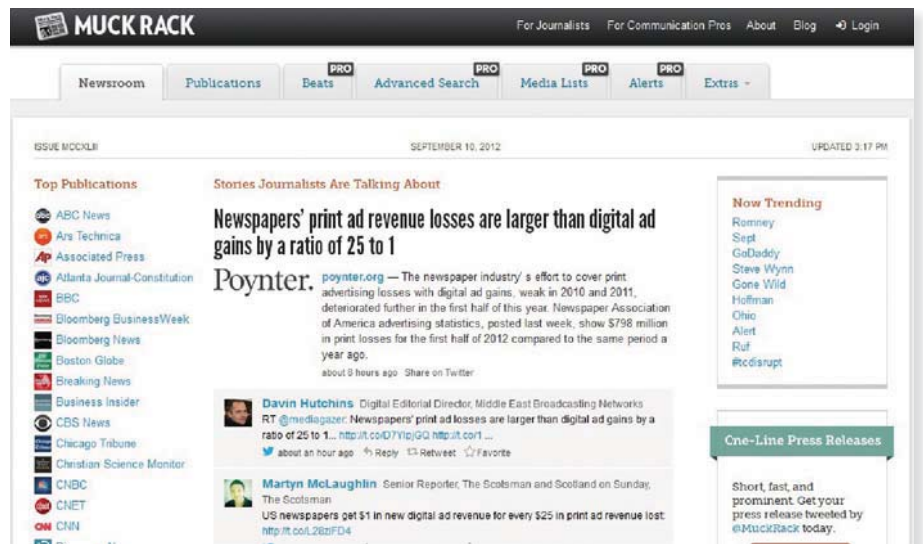 MUCK RACK
For Journalists For Communication Pros About Blog Login
Newsroom Publications Beats PRO Advanced Search PRO Media Lists PRO Alerts PRO Extras
ISSUE MCCXLII SEPTEMBER 10, 2012 UPDATED 3:17 PM
Top Publications
ABC News
Ars Technica
Associated Press
Atlanta Journal-Constitution
BBC
Bloomberg BusinessWeek
Bloomberg News
Boston Globe
Breaking News
Business Insider
CBS News
Chicago Tribune
Christian Science Monitor
CNBC
CNET
CNN
Stories Journalists Are Talking About
Newspapers' print ad revenue losses are larger than digital ad
gains by a ratio of 25 to 1
Poynter.
poynter.org — The newspaper industry' s effort to cover print
advertising losses with digital ad gains, weak in 2010 and 2011,
deteriorated further in the first half of this year. Newspaper Association
of America advertising statistics, posted last week, show $798 million
in print losses for the first half of 2012 compared to the same period a
year ago.
about 8 hours ago Share on Twitter
Davin Hutchins Digital Editorial Director, Middle East Broadcasting Networks
RT @mediagazer: Newspapers' print ad losses are larger than digital ad gains by a
ratio of 25 to 1...
about an hour ago Reply Retweet Favorite
Martyn McLaughlin Senior Reporter, The Scotsman and Scotland on Sunday,
The Scotsman
US newspapers get $1 in new digital ad revenue for every $25 in print ad revenue lost:
Now Trending
Romney
Sept
GoDaddy
Steve Wynn
Gone Wild
Hoffman
Ohio
Alert
Ruf
#tcdisrupt
One-Line Press Releases
Short, fast, and
prominent. Get your
press release tweeted by
@MuckRack today.